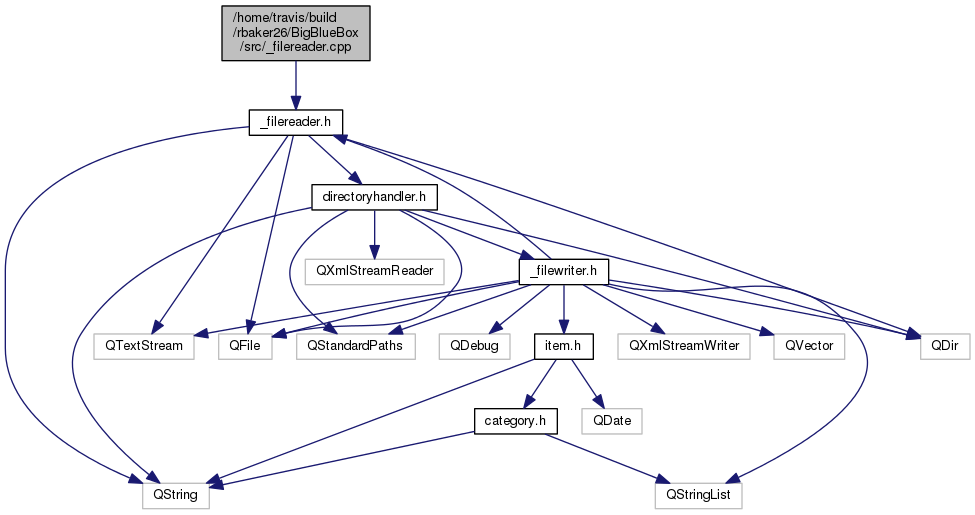 /home/travis/build
/rbaker26/BigBlueBox
/src/_filereader.cpp
_filereader.h
directoryhandler.h
QXmlStreamReader
_filewriter.h
QTextStream
QFile
QStandardPaths
QDebug
item.h
QXmlStreamWriter
QVector
QDir
category.h
QDate
QString
QStringList